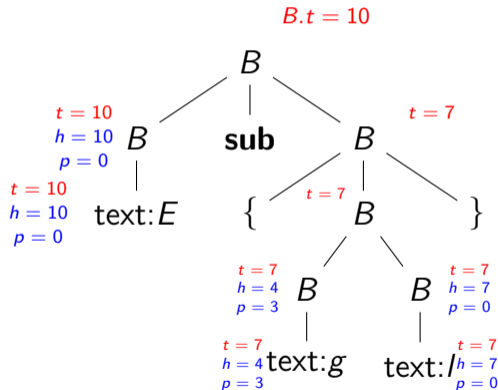 B.t = 10
B
t = 10
h = 10
p = 0
B
sub
B
t = 7
t = 10
h = 10
p = 0
text:E
{
t = 7
B
}
t = 7
h = 4
p = 3
B
B
t = 7
h = 7
p = 0
t = 7
h = 4
p = 3
text:g
text:l
t = 7
h = 7
p = 0